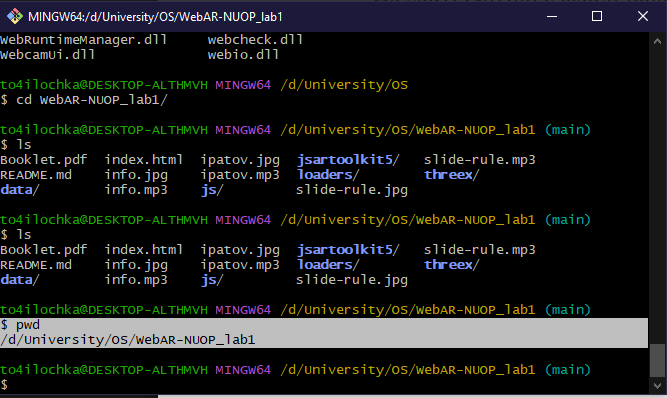 MINGW64:/d/University/OS/WebAR-NUOP_lab1
WebRuntimeManager.dll webcheck.dll
WebcamUi.dll webio.dll
to4ilochka@DESKTOP-ALTHMVH MINGW64 /d/University/OS
$ cd WebAR-NUOP_lab1/
to4ilochka@DESKTOP-ALTHMVH MINGW64 /d/University/OS/WebAR-NUOP_lab1 (main)
$ ls
Booklet.pdf index.html ipatov.jpg jsartoolkit5/ slide-rule.mp3
README.md info.jpg ipatov.mp3 loaders/ threex/
data/ info.mp3 js/ slide-rule.jpg
to4ilochka@DESKTOP-ALTHMVH MINGW64 /d/University/OS/WebAR-NUOP_lab1 (main)
$ ls
Booklet.pdf index.html ipatov.jpg jsartoolkit5/ slide-rule.mp3
README.md info.jpg ipatov.mp3 loaders/ threex/
data/ info.mp3 js/ slide-rule.jpg
to4ilochka@DESKTOP-ALTHMVH MINGW64 /d/University/OS/WebAR-NUOP_lab1 (main)
$ pwd
/d/University/OS/WebAR-NUOP_lab1
to4ilochka@DESKTOP-ALTHMVH MINGW64 /d/University/OS/WebAR-NUOP_lab1 (main)
$